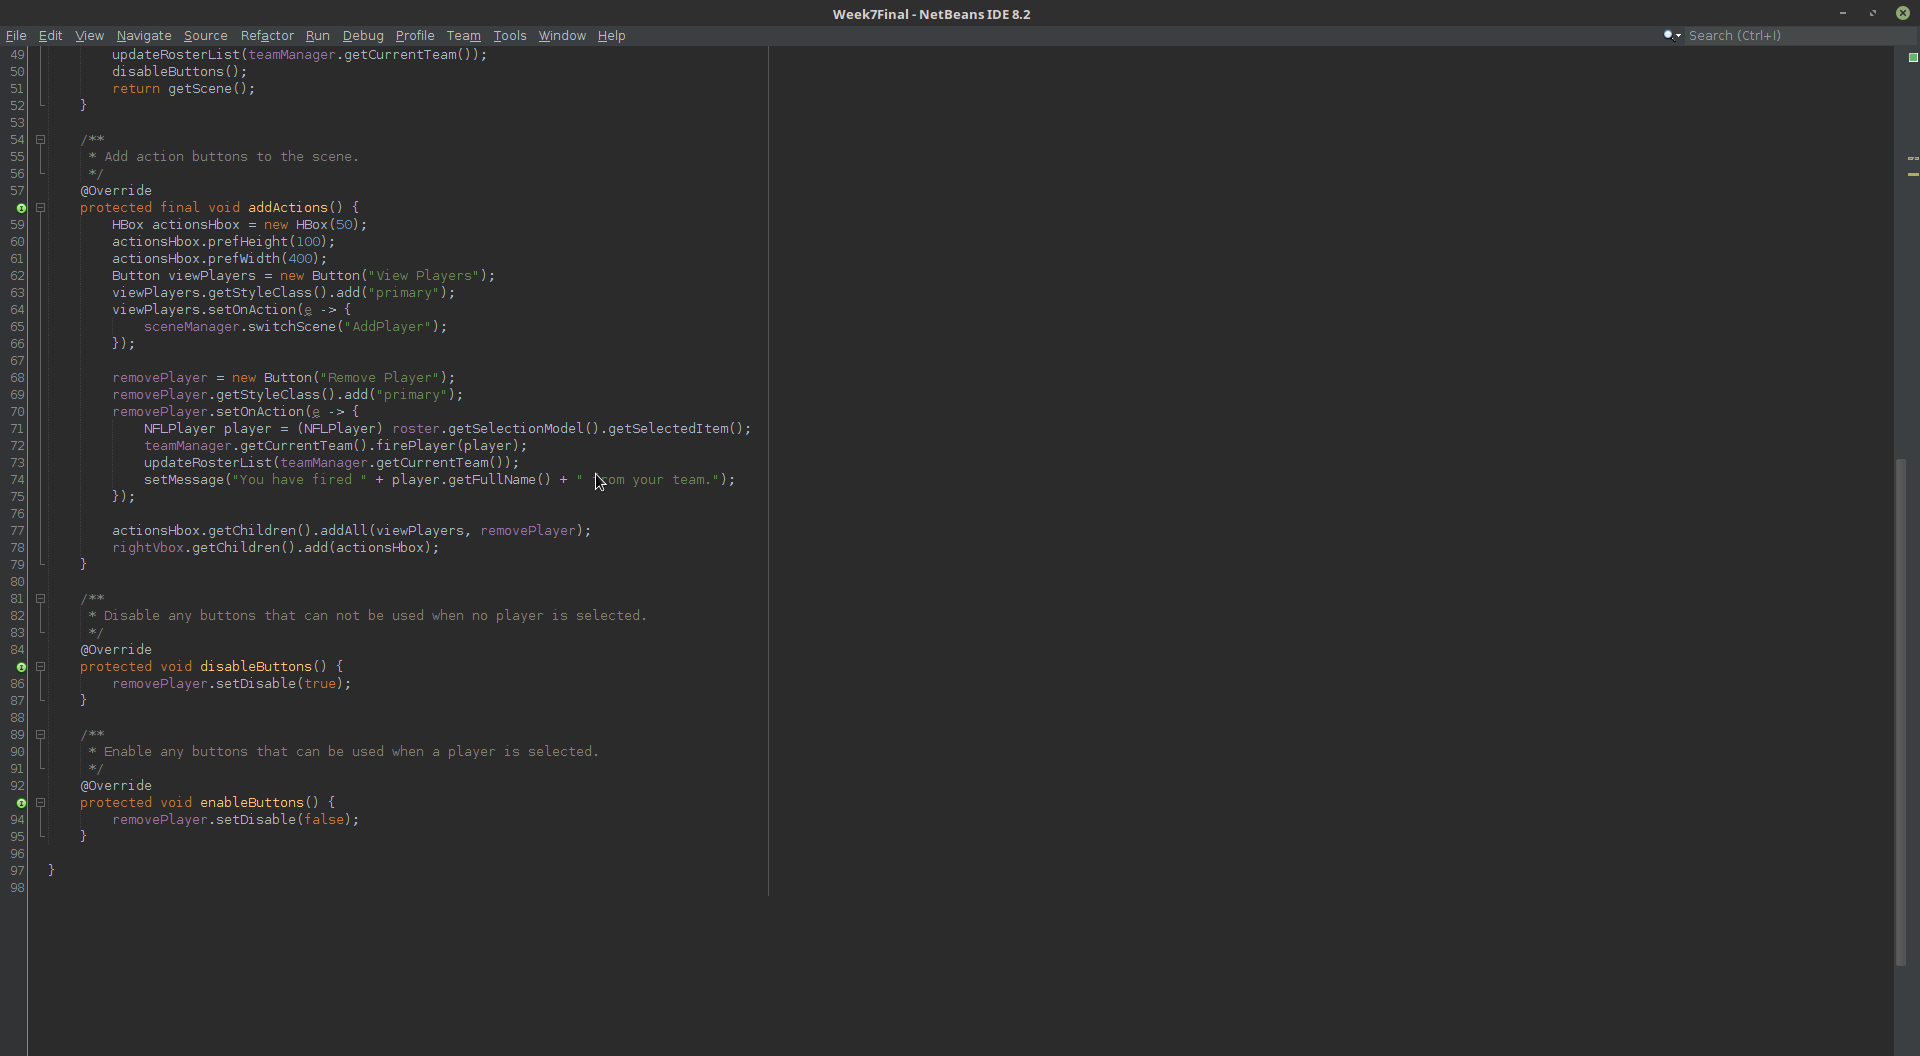 Week7Final - NetBeans IDE 8.2
File Edit View Navigate Source Refactor Run Debug Profile Team Tools Window Help
Search (Ctrl+I)
49 updateRosterList(teamManager.getCurrentTeam());
50 disableButtons();
51 return getScene();
52 }
53
54 /**
55 * Add action buttons to the scene.
56 */
57 @Override
protected final void addActions() {
59 HBox actionsHbox = new HBox(50);
60 actionsHbox.prefHeight(100);
61 actionsHbox.prefWidth(400);
62 Button viewPlayers = new Button("View Players");
63 viewPlayers.getStyleClass().add("primary");
64 viewPlayers.setOnAction(e -> {
65 sceneManager.switchScene("AddPlayer");
66 });
67
68 removePlayer = new Button("Remove Player");
69 removePlayer.getStyleClass().add("primary");
70 removePlayer.setOnAction(e -> {
71 NFLPlayer player = (NFLPlayer) roster.getSelectionModel().getSelectedItem();
72 teamManager.getCurrentTeam().firePlayer(player);
73 updateRosterList(teamManager.getCurrentTeam());
74 setMessage("You have fired " + player.getFullName() + " from your team.");
75 });
76
77 actionsHbox.getChildren().addAll(viewPlayers, removePlayer);
78 rightVbox.getChildren().add(actionsHbox);
79 }
80
81 /**
82 * Disable any buttons that can not be used when no player is selected.
83 */
84 @Override
protected void disableButtons() {
86 removePlayer.setDisable(true);
87 }
88
89 /**
90 * Enable any buttons that can be used when a player is selected.
91 */
92 @Override
protected void enableButtons() {
94 removePlayer.setDisable(false);
95 }
96
97 }
98